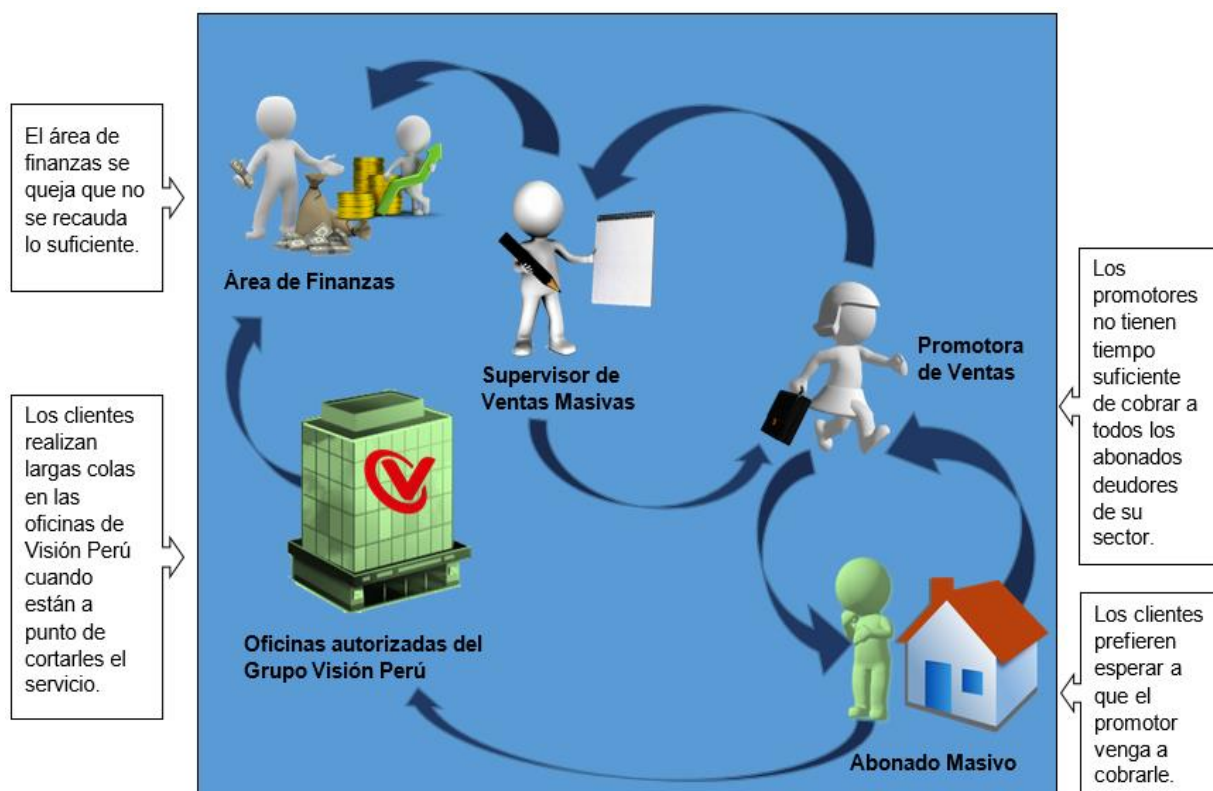 El área de
finanzas se
queja que no
se recauda
lo suficiente.
Área de Finanzas
Supervisor de
Ventas Masivas
Promotora
de Ventas
Los
promotores
no tienen
tiempo
suficiente
de cobrar a
todos los
abonados
deudores
de su
sector.
Los clientes
realizan
largas colas
en las
oficinas de
Visión Perú
cuando
están a
punto de
cortarles el
servicio.
V
Oficinas autorizadas del
Grupo Visión Perú
Abonado Masivo
Los clientes
prefieren
esperar a
que el
promotor
venga a
cobrarle.